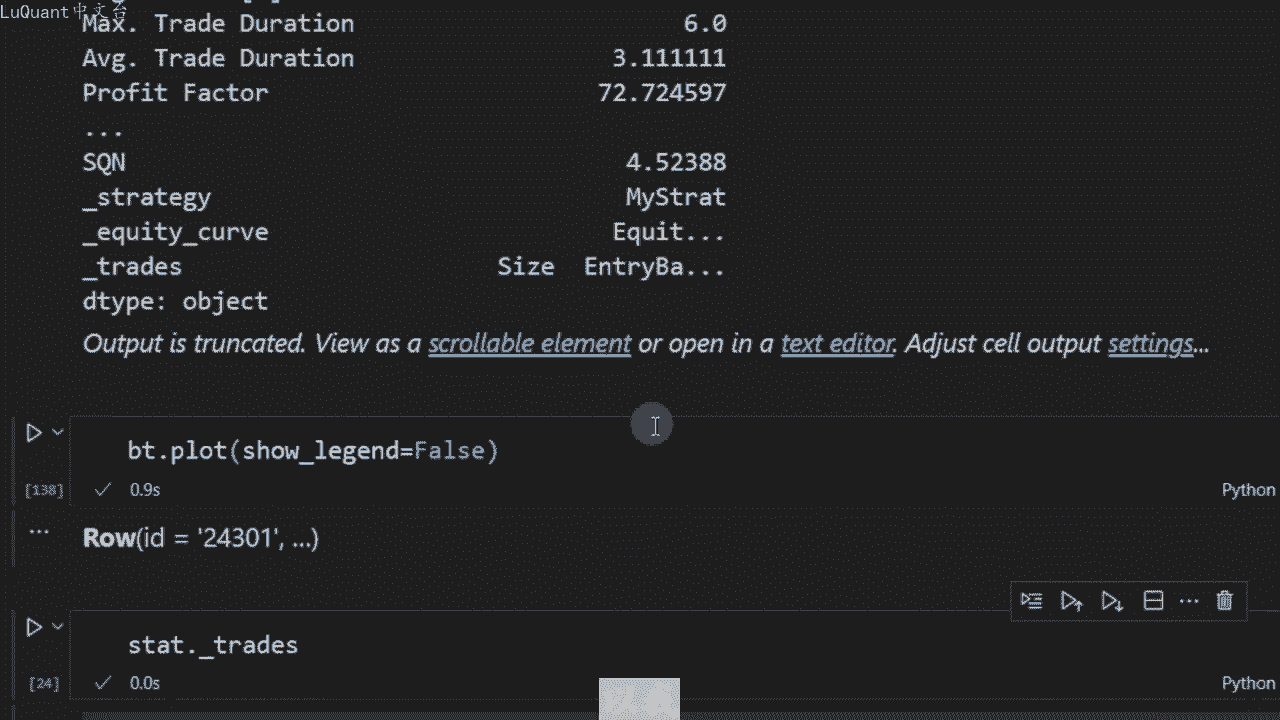 LuQuant中文台
Max. Trade Duration 6.0
Avg. Trade Duration 3.111111
Profit Factor 72.724597
...
SQN 4.52388
_strategy MyStrat
_equity_curve Equit...
_trades Size EntryBa...
dtype: object
Output is truncated. View as a scrollable element or open in a text editor. Adjust cell output settings...
bt.plot(show_legend=False)
[138] 0.9s Python
Row(id = '24301', ...)
stat._trades
[24] 0.0s Python